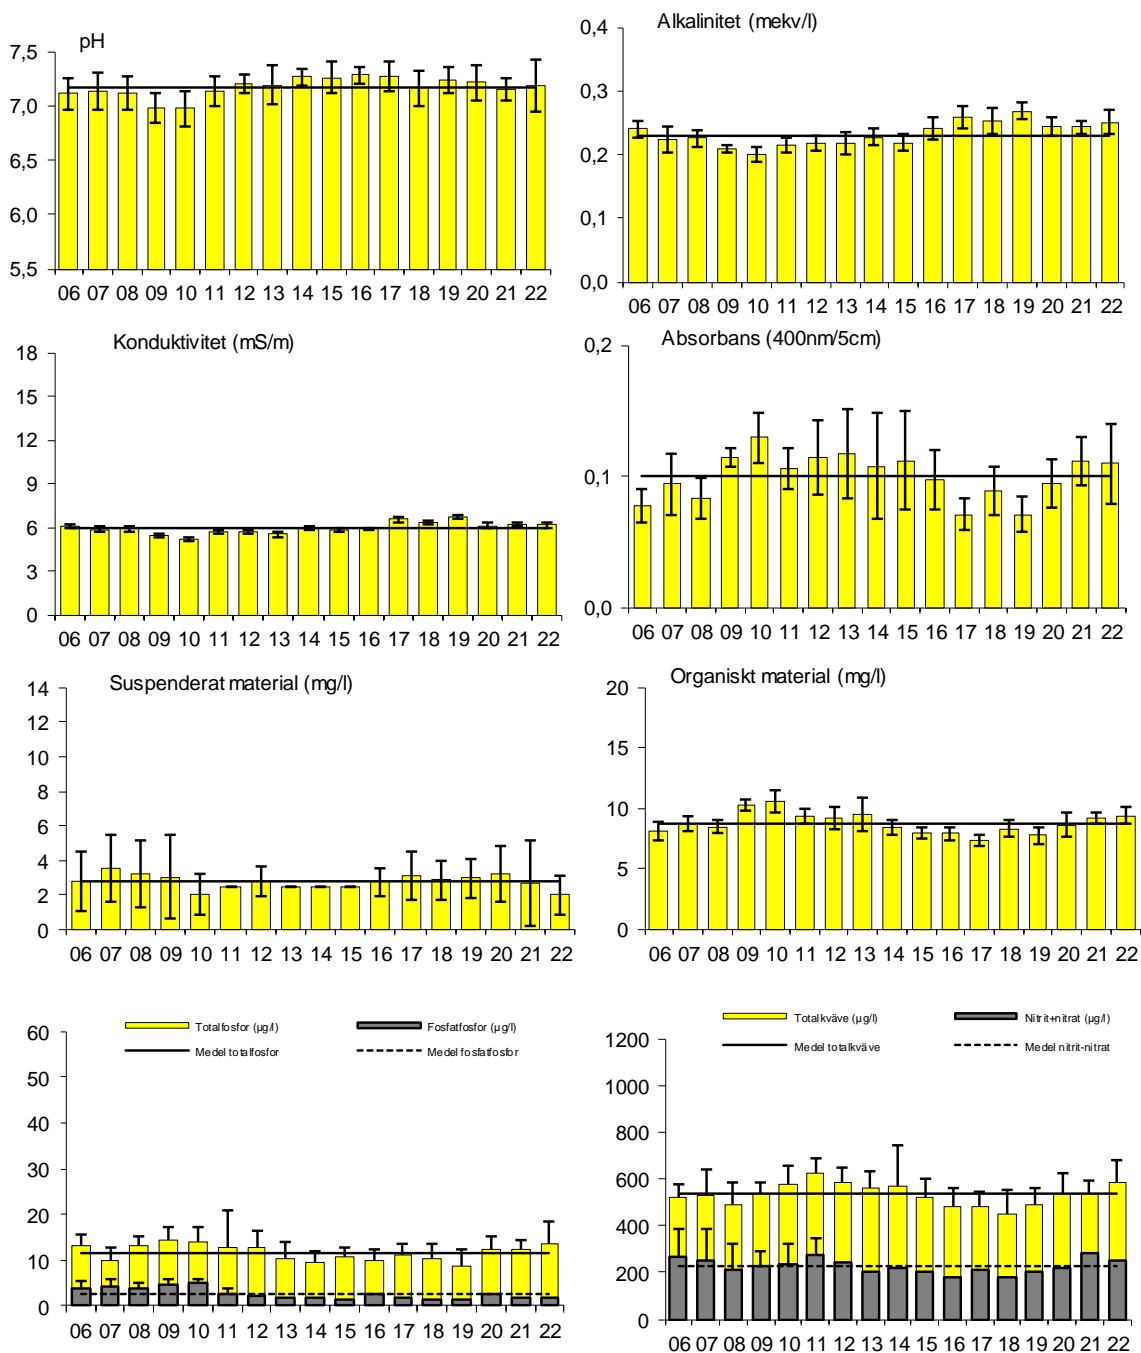 pH
7,5
7,0
6,5
6,0
5,5
06 07 08 09 10 11 12 13 14 15 16 17 18 19 20 21 22
Alkalinitet (mekv/l)
0,4
0,3
0,2
0,1
0,0
06 07 08 09 10 11 12 13 14 15 16 17 18 19 20 21 22
Konduktivitet (mS/m)
18
15
12
9
6
3
0
06 07 08 09 10 11 12 13 14 15 16 17 18 19 20 21 22
Absorbans (400nm/5cm)
0,2
0,1
0,0
06 07 08 09 10 11 12 13 14 15 16 17 18 19 20 21 22
Suspenderat material (mg/l)
14
12
10
8
6
4
2
0
06 07 08 09 10 11 12 13 14 15 16 17 18 19 20 21 22
Organiskt material (mg/l)
20
15
10
5
0
06 07 08 09 10 11 12 13 14 15 16 17 18 19 20 21 22
Totalfosfor (µg/l) Fosfatfosfor (µg/l)
Medel totalfosfor Medel fosfatfosfor
60
50
40
30
20
10
0
06 07 08 09 10 11 12 13 14 15 16 17 18 19 20 21 22
Totalkväve (µg/l) Nitrit+nitrat (µg/l)
Medel totalkväve Medel nitrit-nitrat
1200
1000
800
600
400
200
0
06 07 08 09 10 11 12 13 14 15 16 17 18 19 20 21 22